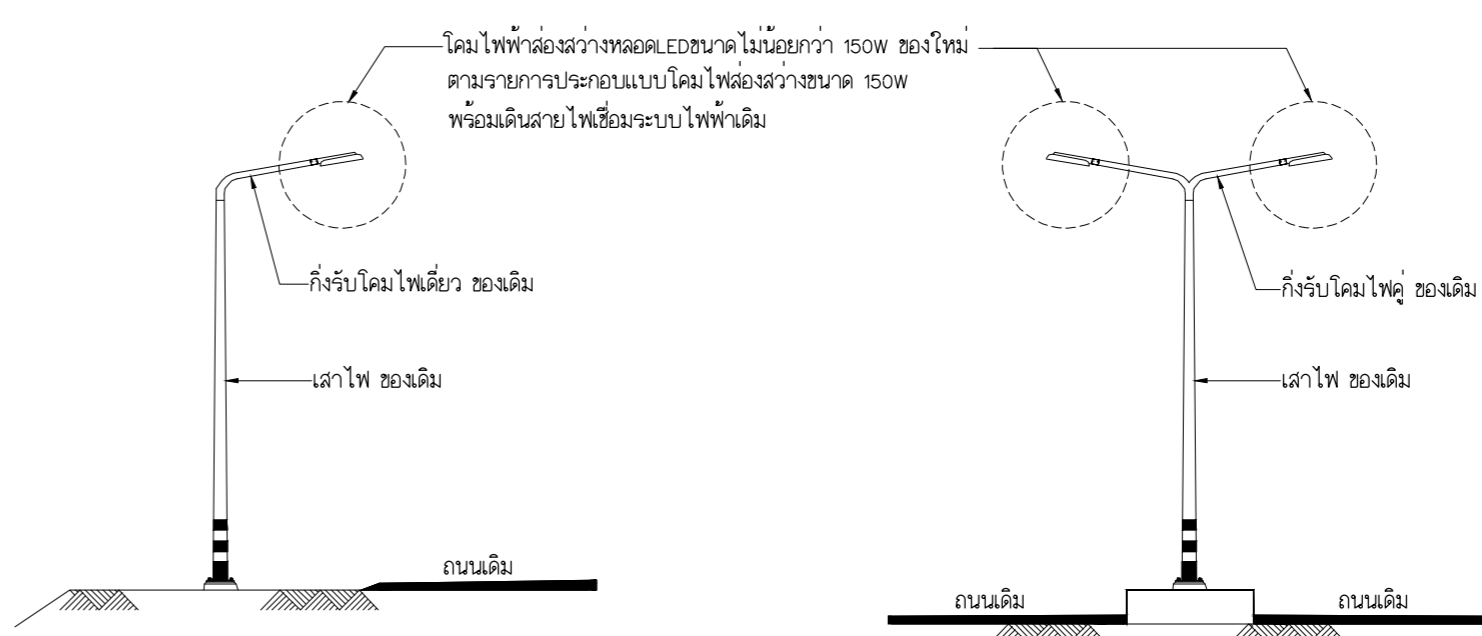 โคมไฟฟ้าส่องสว่างหลอดLEDขนาดไม่น้อยกว่า 150W ของใหม่
ตามรายการประกอบแบบโคมไฟส่องสว่างขนาด 150W
พร้อมเดินสายไฟเชื่อมระบบไฟฟ้าเดิม
กิ่งรับโคมไฟเดี่ยว ของเดิม
กิ่งรับโคมไฟคู่ ของเดิม
เสาไฟ ของเดิม
เสาไฟ ของเดิม
ถนนเดิม
ถนนเดิม
ถนนเดิม